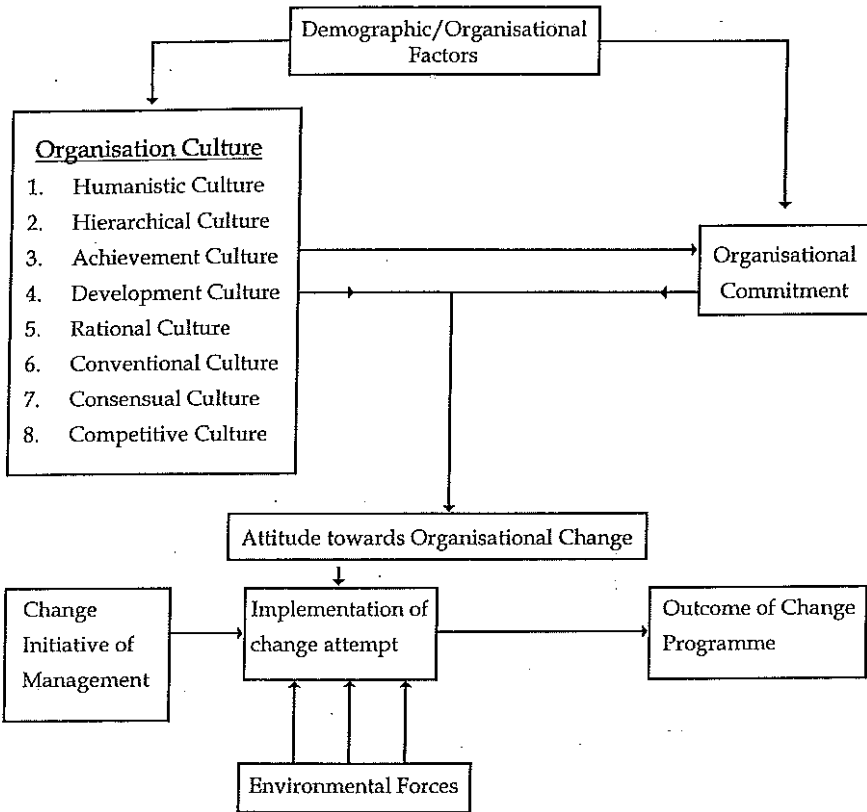 Demographic/Organisational
Factors
Organisation Culture
1. Humanistic Culture
2. Hierarchical Culture
3. Achievement Culture
4. Development Culture
5. Rational Culture
6. Conventional Culture
7. Consensual Culture
8. Competitive Culture
Organisational
Commitment
Attitude towards Organisational Change
Change
Initiative of
Management
Implementation of
change attempt
Outcome of Change
Programme
Environmental Forces